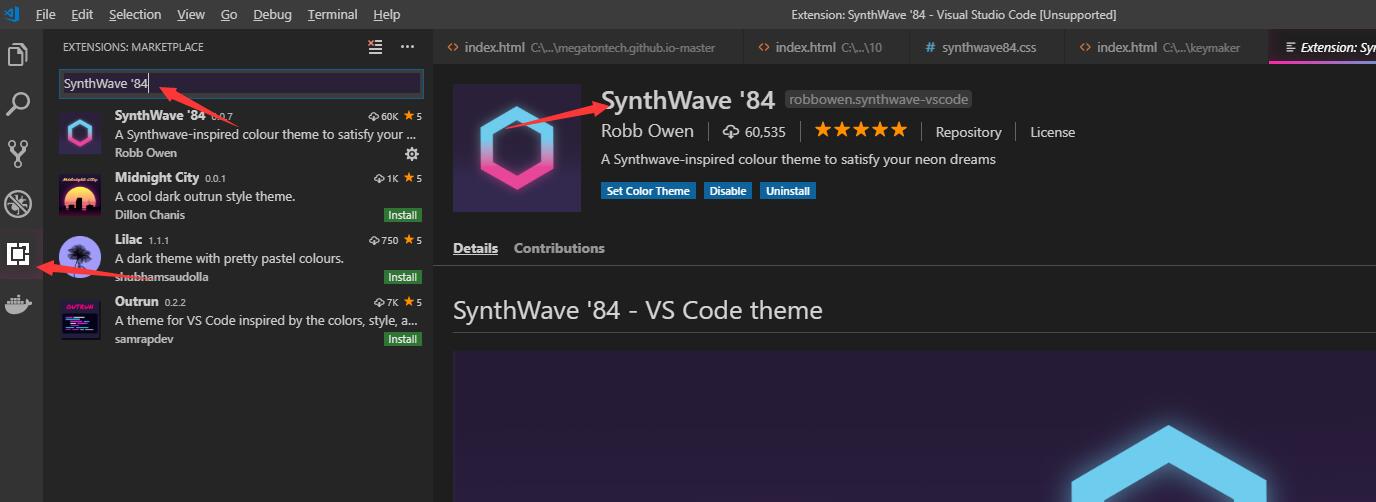 File Edit Selection View Go Debug Terminal Help
Extension: SynthWave '84 - Visual Studio Code [Unsupported]
EXTENSIONS: MARKETPLACE
SynthWave '84
SynthWave '84 0.0.7 60K 5
A Synthwave-inspired colour theme to satisfy your ...
Robb Owen
Midnight City 0.0.1 1K 5
A cool dark outrun style theme.
Dillon Chanis Install
Lilac 1.1.1 750 5
A dark theme with pretty pastel colours.
shubhamsaudolla Install
OUTRUN
Outrun 0.2.2 7K 5
A theme for VS Code inspired by the colors, style, a...
samrapdev Install
<> index.html C:\...\megatontech.github.io-master
<> index.html C:\...\10
# synthwave84.css
<> index.html C:\...\keymaker
Extension: Syn
SynthWave '84 robbowen.synthwave-vscode
Robb Owen 60,535 Repository License
A Synthwave-inspired colour theme to satisfy your neon dreams
Set Color Theme Disable Uninstall
Details Contributions
SynthWave '84 - VS Code theme